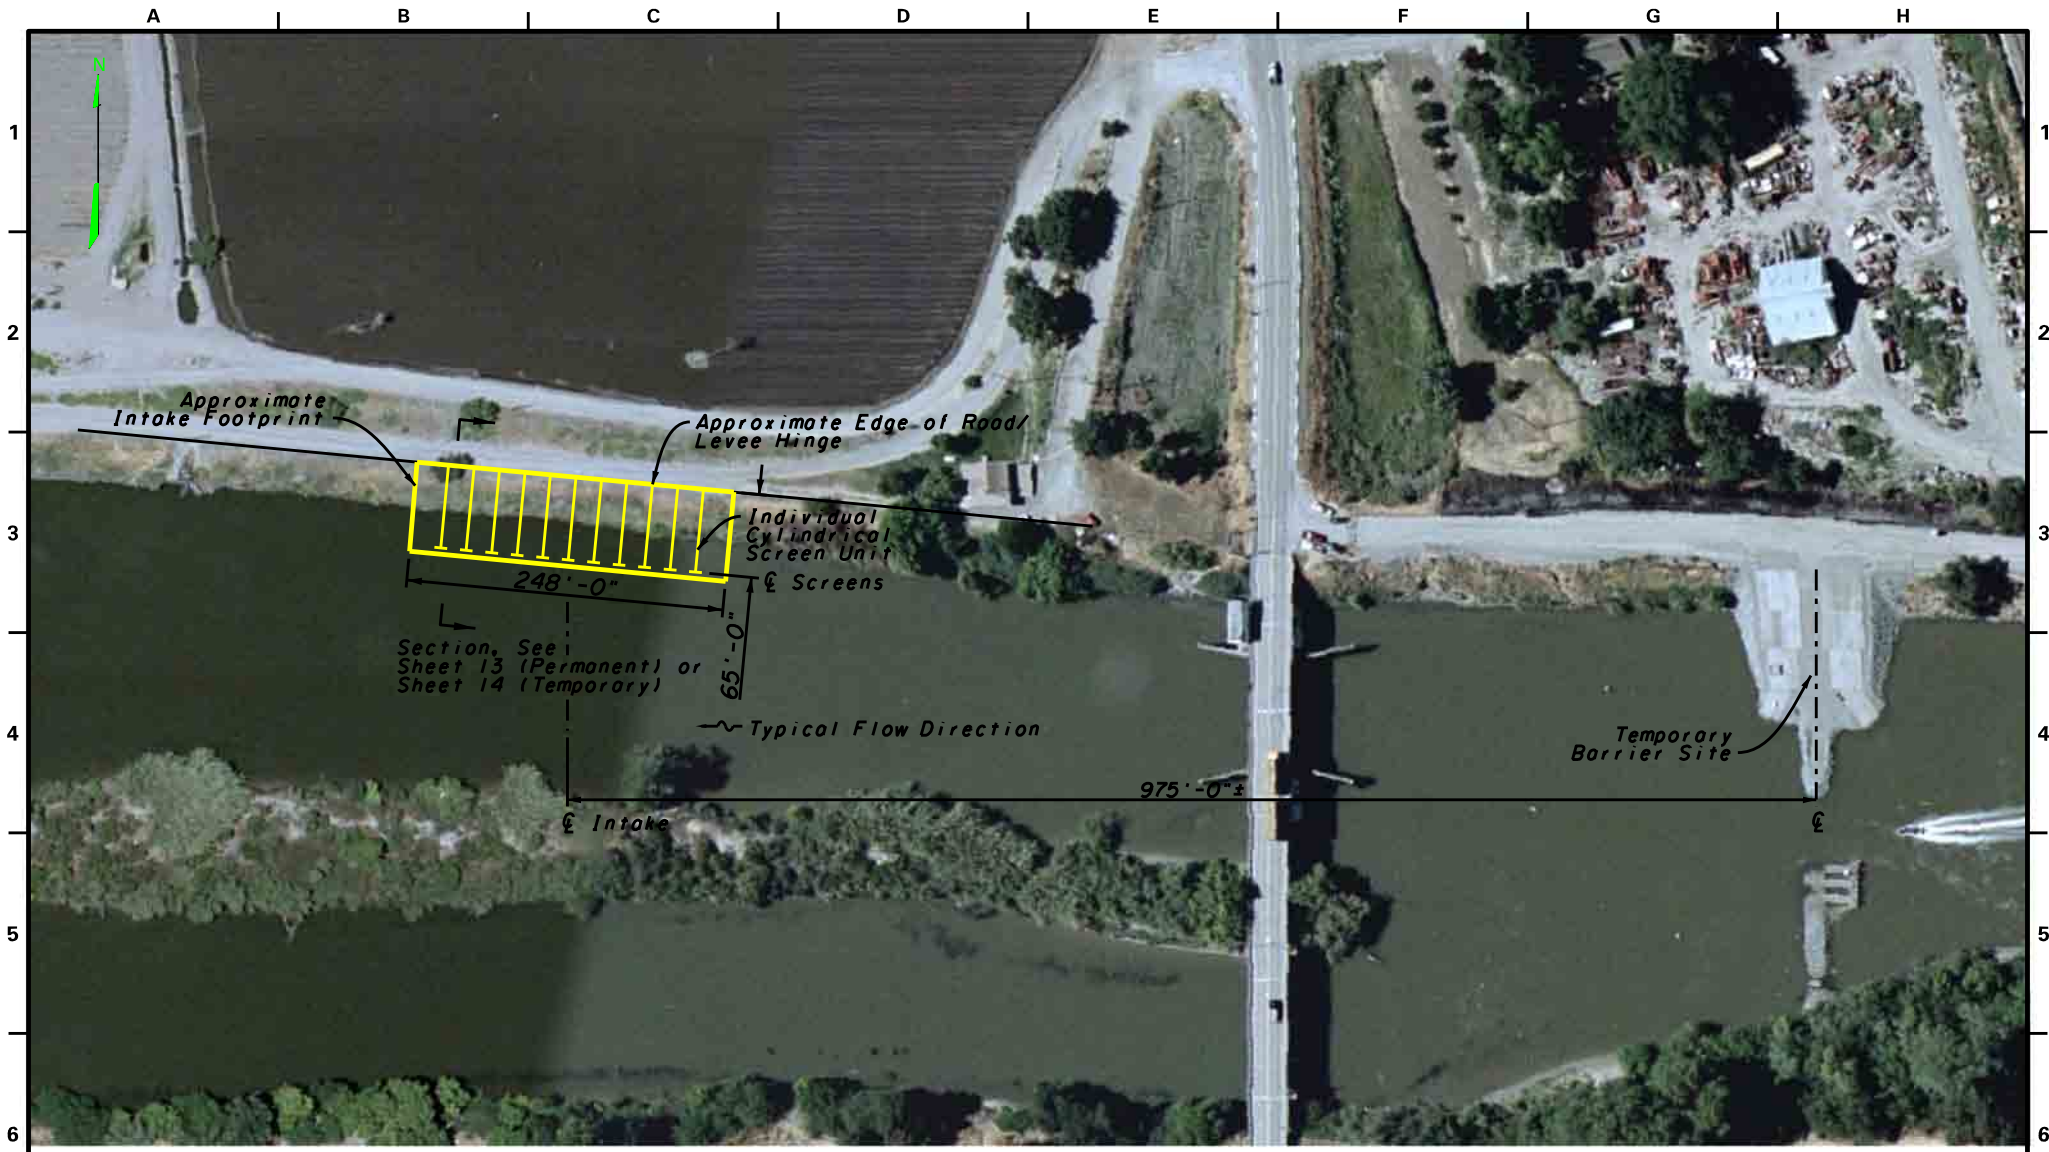 A B C D E F G H
N
1 1
2 2
Approximate
Intake Footprint
Approximate Edge of Road/
Levee Hinge
Individual
Cylindrical
Screen Unit
3 3
℄ Screens
248'-0"
65'-0"
Section, See
Sheet 13 (Permanent) or
Sheet 14 (Temporary)
Typical Flow Direction
Temporary
Barrier Site
4 4
975'-0"±
℄ Intake
℄
5 5
6 6